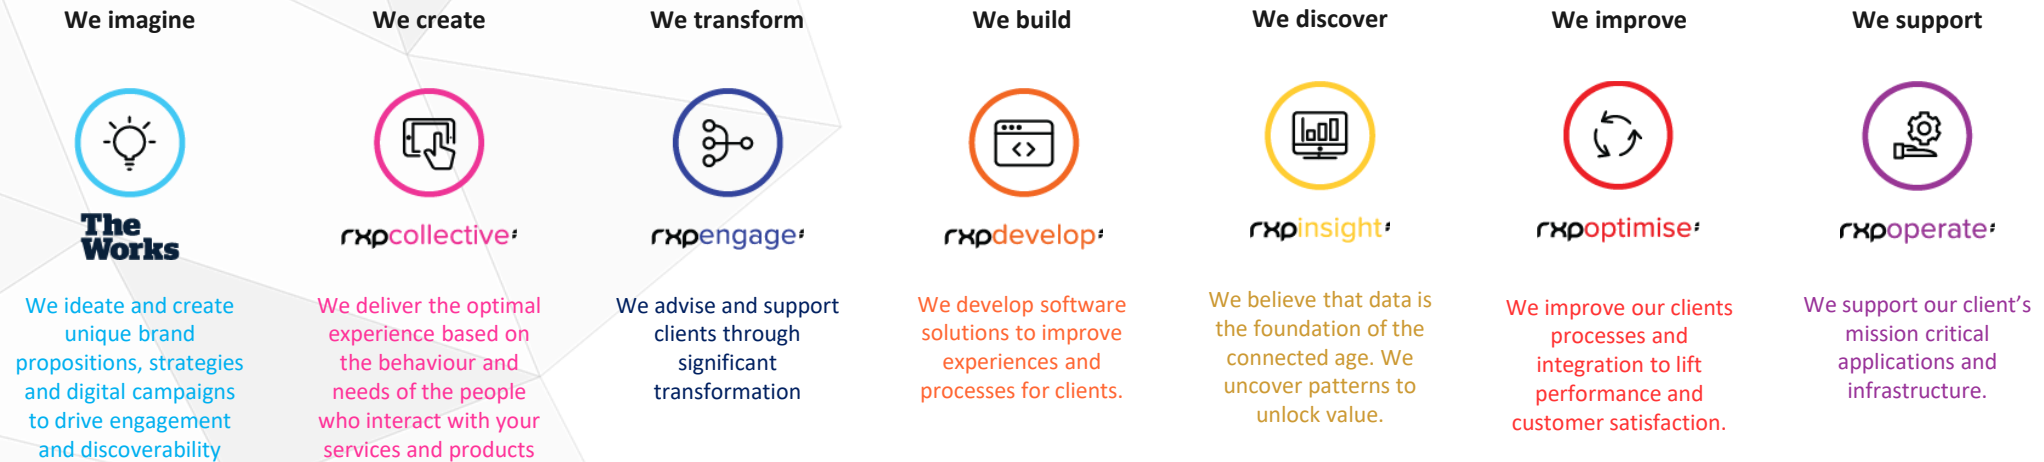 We imagine
The
Works
We ideate and create
unique brand
propositions, strategies
and digital campaigns
to drive engagement
and discoverability
We create
rxpcollective:
We deliver the optimal
experience based on
the behaviour and
needs of the people
who interact with your
services and products
We transform
rxpengage:
We advise and support
clients through
significant
transformation
We build
rxpdevelop:
We develop software
solutions to improve
experiences and
processes for clients.
We discover
rxpinsight:
We believe that data is
the foundation of the
connected age. We
uncover patterns to
unlock value.
We improve
rxpoptimise:
We improve our clients
processes and
integration to lift
performance and
customer satisfaction.
We support
rxpoperate:
We support our client’s
mission critical
applications and
infrastructure.